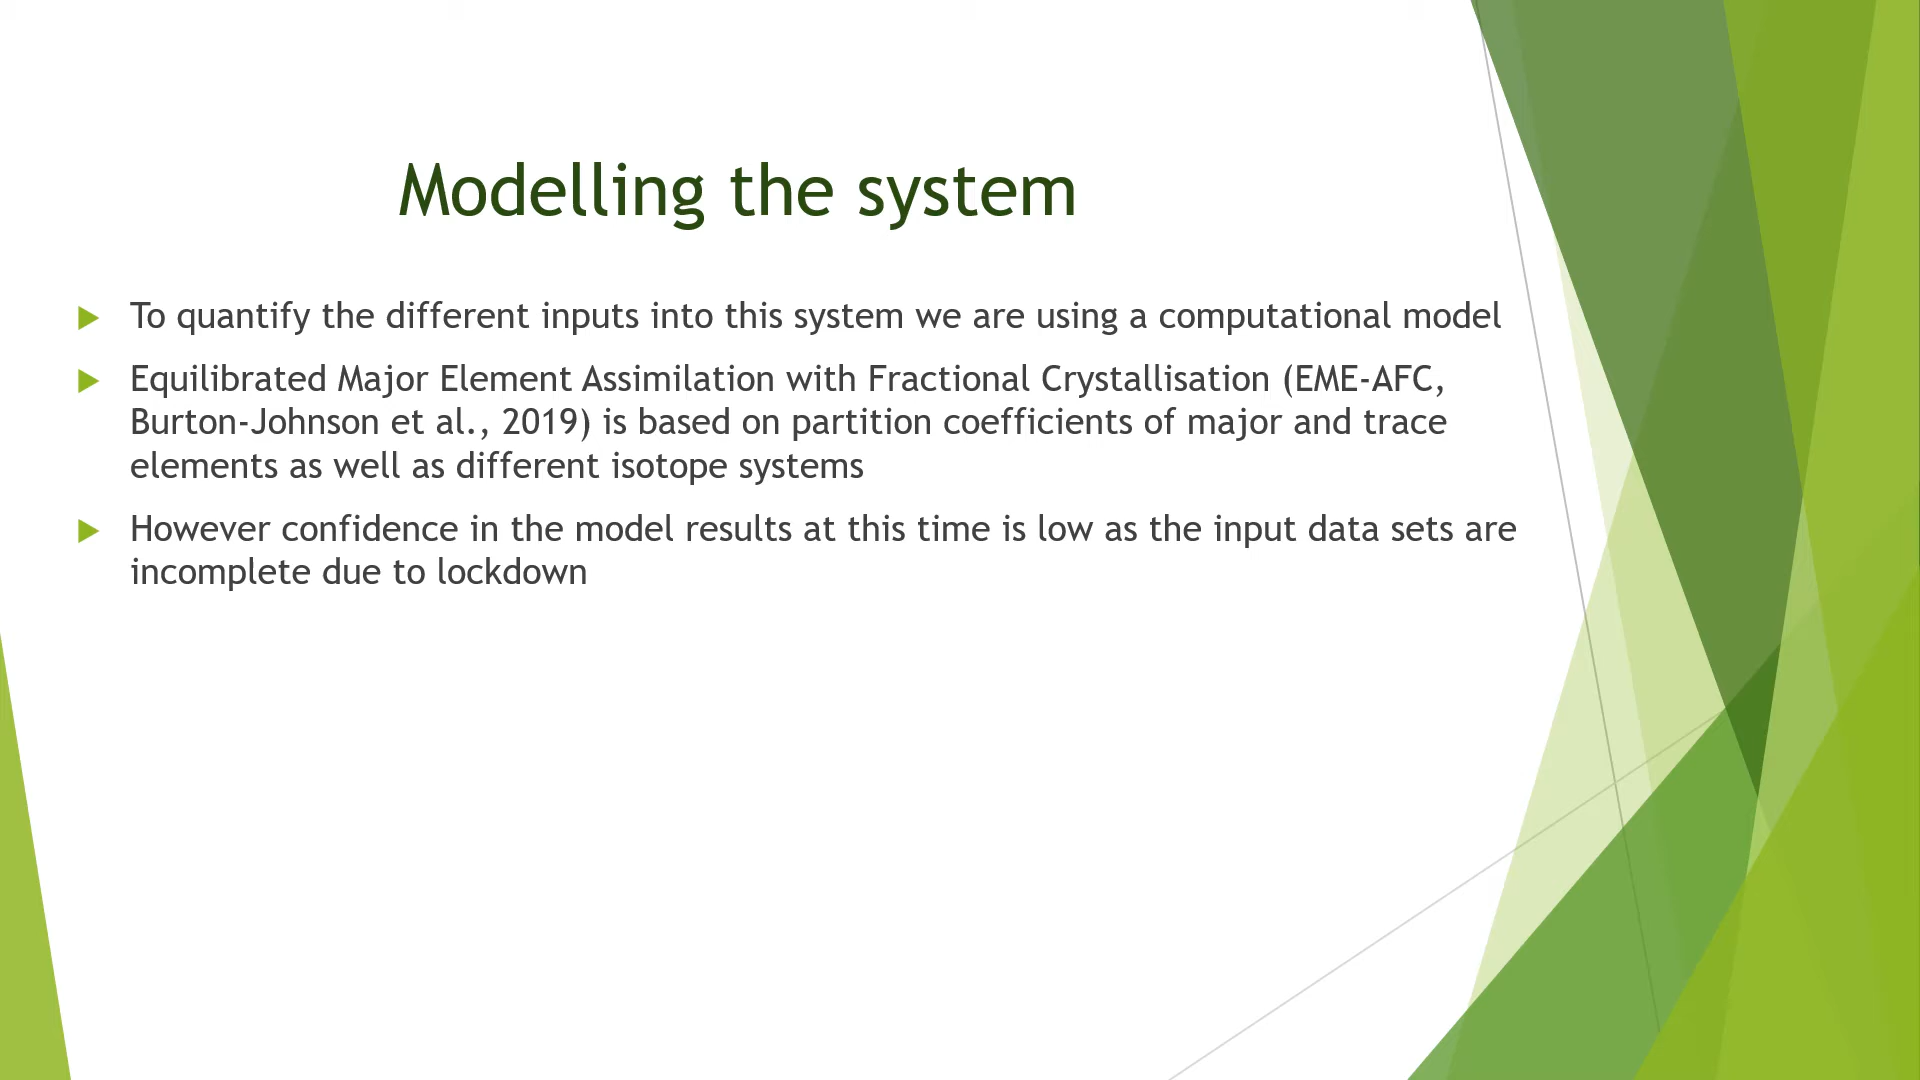 Modelling the system
To quantify the different inputs into this system we are using a computational model
Equilibrated Major Element Assimilation with Fractional Crystallisation (EME-AFC,
Burton-Johnson et al., 2019) is based on partition coefficients of major and trace
elements as well as different isotope systems
However confidence in the model results at this time is low as the input data sets are
incomplete due to lockdown